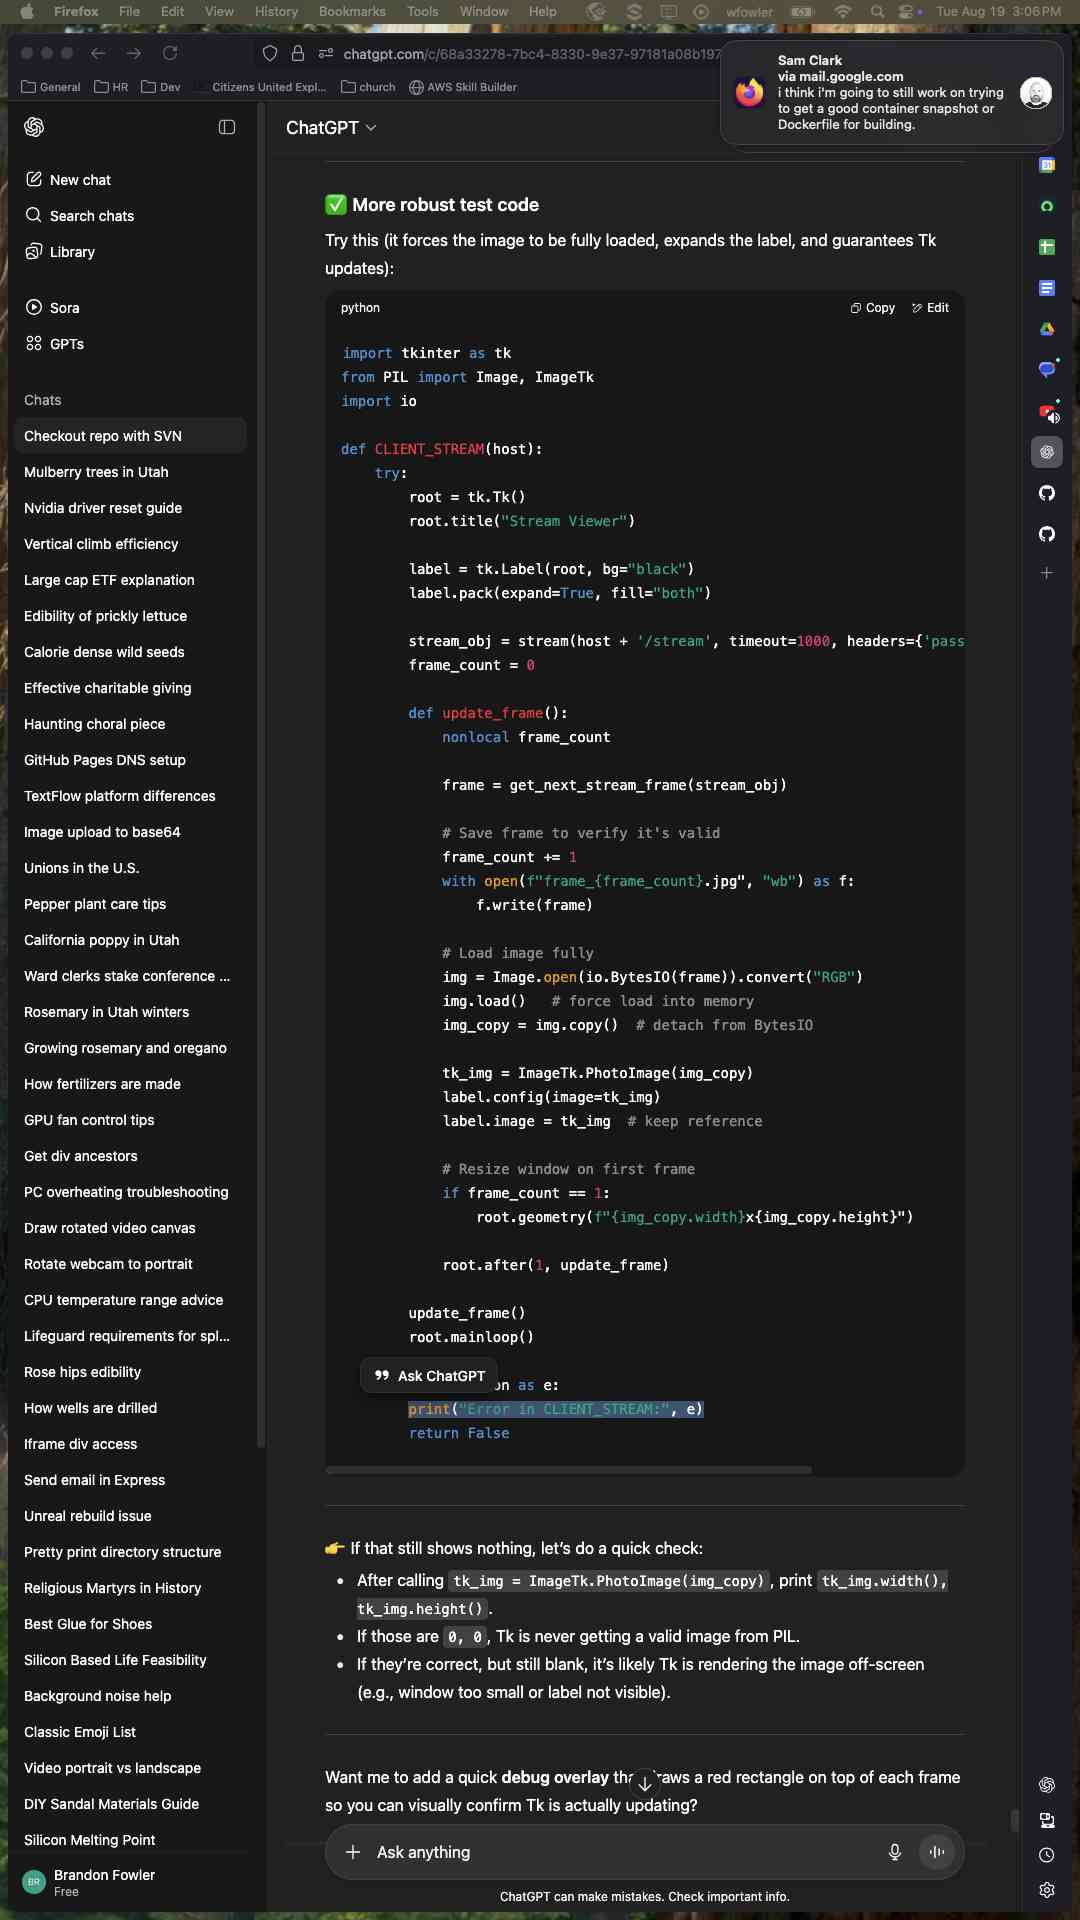 Firefox File Edit View History Bookmarks Tools Window Help wfowler Tue Aug 19 3:06 PM
chatgpt.com/c/68a33278-7bc4-8330-9e37-97181a08b197
General HR Dev Citizens United Expl... church AWS Skill Builder
Sam Clark
via mail.google.com
i think i'm going to still work on trying
to get a good container snapshot or
Dockerfile for building.
ChatGPT
New chat
Search chats
Library
Sora
GPTs
Chats
Checkout repo with SVN
Mulberry trees in Utah
Nvidia driver reset guide
Vertical climb efficiency
Large cap ETF explanation
Edibility of prickly lettuce
Calorie dense wild seeds
Effective charitable giving
Haunting choral piece
GitHub Pages DNS setup
TextFlow platform differences
Image upload to base64
Unions in the U.S.
Pepper plant care tips
California poppy in Utah
Ward clerks stake conference ...
Rosemary in Utah winters
Growing rosemary and oregano
How fertilizers are made
GPU fan control tips
Get div ancestors
PC overheating troubleshooting
Draw rotated video canvas
Rotate webcam to portrait
CPU temperature range advice
Lifeguard requirements for spl...
Rose hips edibility
How wells are drilled
Iframe div access
Send email in Express
Unreal rebuild issue
Pretty print directory structure
Religious Martyrs in History
Best Glue for Shoes
Silicon Based Life Feasibility
Background noise help
Classic Emoji List
Video portrait vs landscape
DIY Sandal Materials Guide
Silicon Melting Point
BR
Brandon Fowler
Free
✅ More robust test code
Try this (it forces the image to be fully loaded, expands the label, and guarantees Tk
updates):
python Copy Edit
import tkinter as tk
from PIL import Image, ImageTk
import io
def CLIENT_STREAM(host):
try:
root = tk.Tk()
root.title("Stream Viewer")
label = tk.Label(root, bg="black")
label.pack(expand=True, fill="both")
stream_obj = stream(host + '/stream', timeout=1000, headers={'pass
frame_count = 0
def update_frame():
nonlocal frame_count
frame = get_next_stream_frame(stream_obj)
# Save frame to verify it's valid
frame_count += 1
with open(f"frame_{frame_count}.jpg", "wb") as f:
f.write(frame)
# Load image fully
img = Image.open(io.BytesIO(frame)).convert("RGB")
img.load() # force load into memory
img_copy = img.copy() # detach from BytesIO
tk_img = ImageTk.PhotoImage(img_copy)
label.config(image=tk_img)
label.image = tk_img # keep reference
# Resize window on first frame
if frame_count == 1:
root.geometry(f"{img_copy.width}x{img_copy.height}")
root.after(1, update_frame)
update_frame()
root.mainloop()
Ask ChatGPT
on as e:
print("Error in CLIENT_STREAM:", e)
return False
👉 If that still shows nothing, let's do a quick check:
• After calling tk_img = ImageTk.PhotoImage(img_copy), print tk_img.width(),
tk_img.height().
• If those are 0, 0, Tk is never getting a valid image from PIL.
• If they're correct, but still blank, it's likely Tk is rendering the image off-screen
(e.g., window too small or label not visible).
Want me to add a quick debug overlay tha raws a red rectangle on top of each frame
so you can visually confirm Tk is actually updating?
Ask anything
ChatGPT can make mistakes. Check important info.